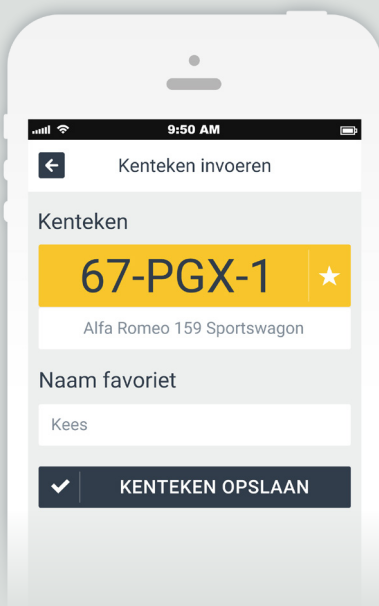 9:50 AM
Kenteken invoeren
Kenteken
67-PGX-1
Alfa Romeo 159 Sportswagon
Naam favoriet
Kees
KENTEKEN OPSLAAN